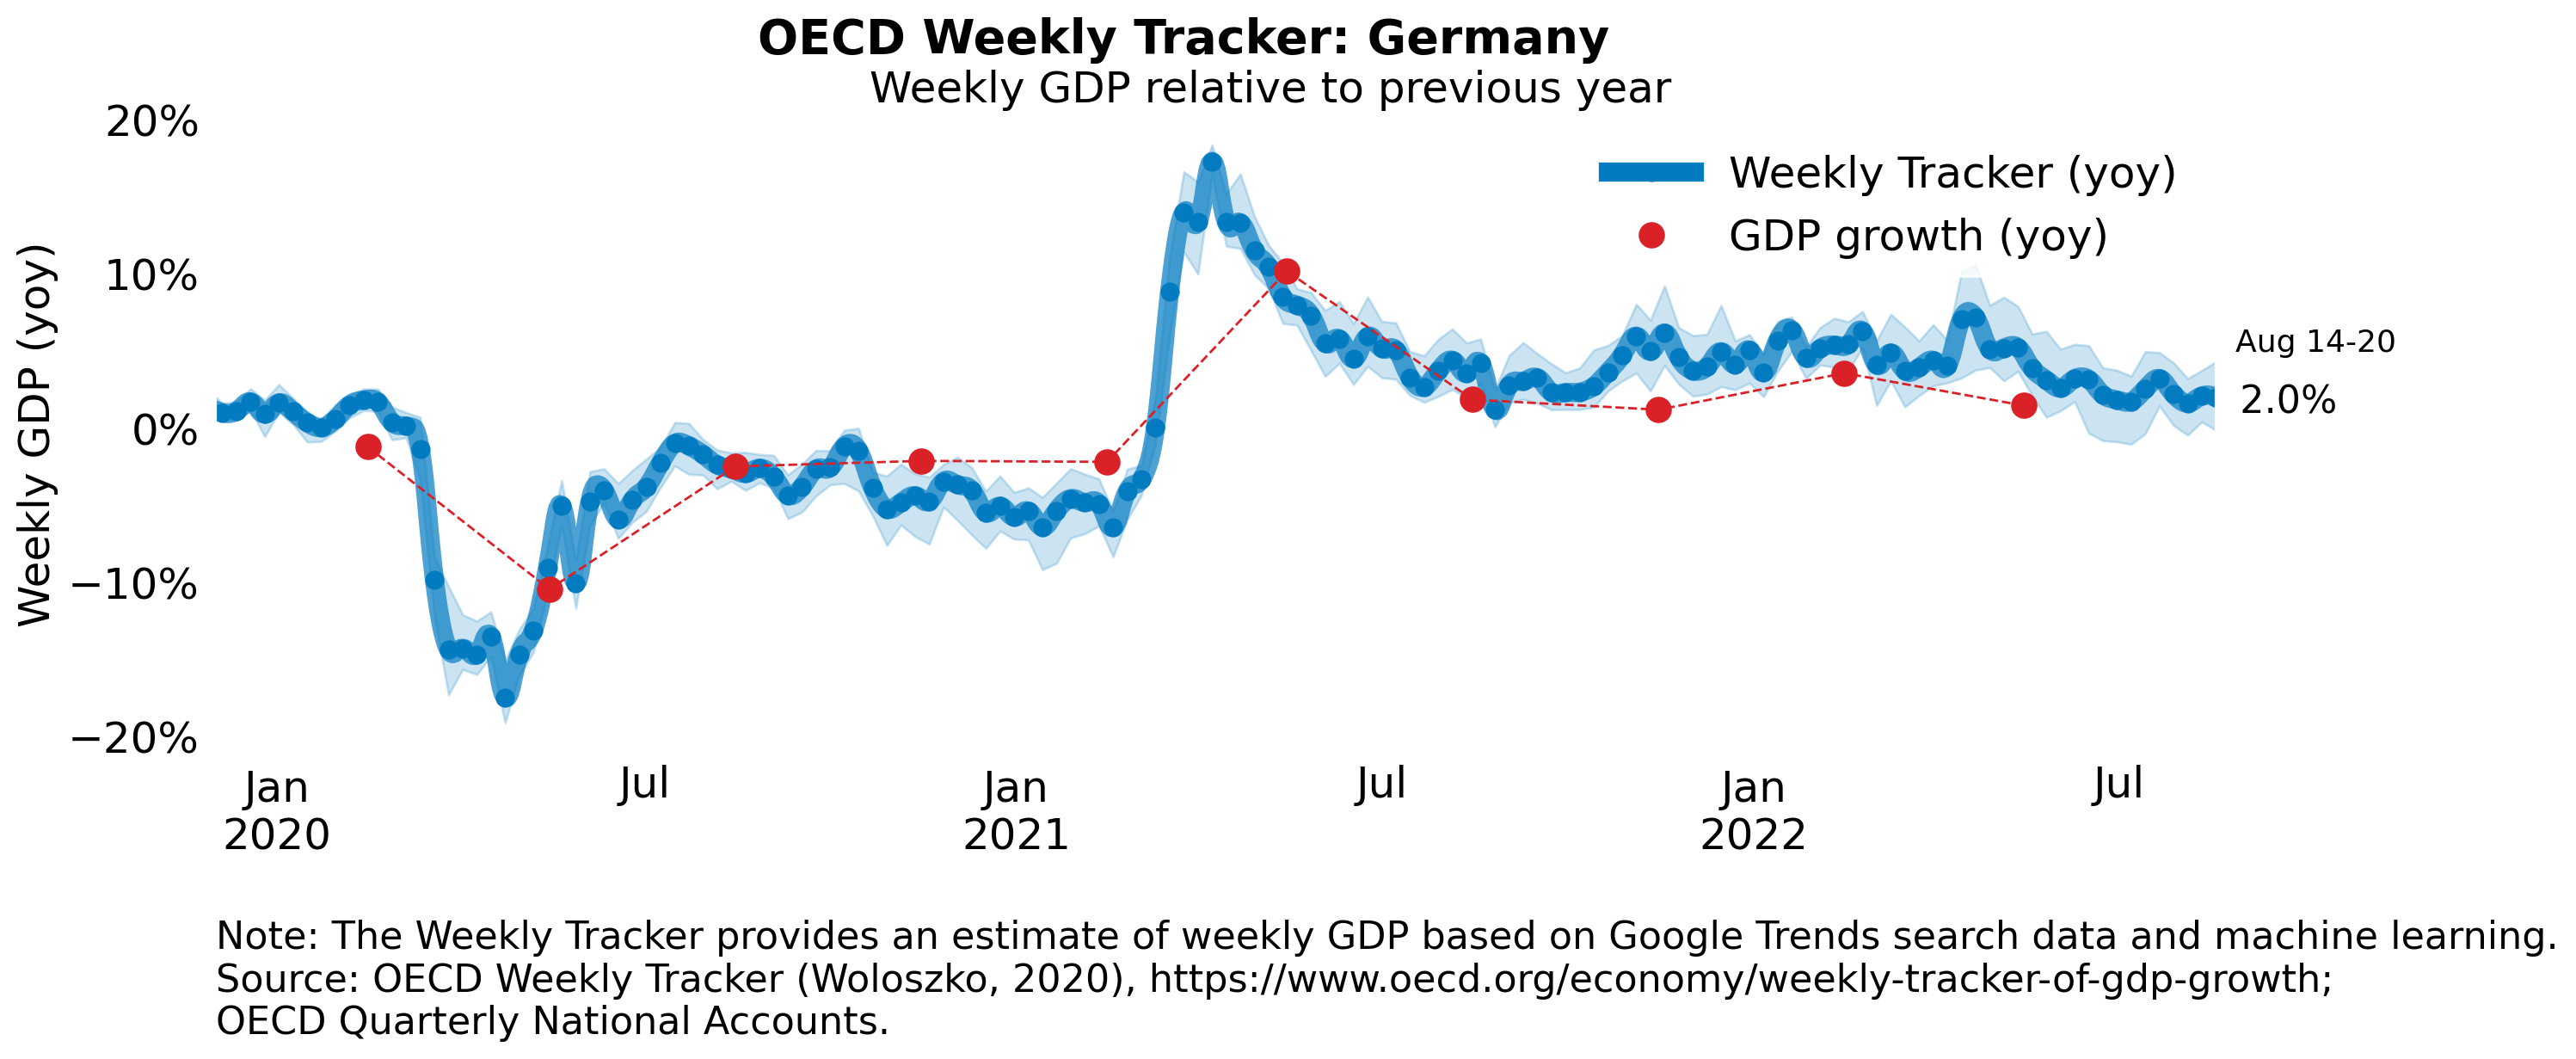 OECD Weekly Tracker: Germany
Weekly GDP relative to previous year
Weekly GDP (yoy)
20%
10%
0%
−10%
−20%
Weekly Tracker (yoy)
GDP growth (yoy)
Aug 14-20
2.0%
Jan
2020
Jul
Jan
2021
Jul
Jan
2022
Jul
Note: The Weekly Tracker provides an estimate of weekly GDP based on Google Trends search data and machine learning.
Source: OECD Weekly Tracker (Woloszko, 2020), https://www.oecd.org/economy/weekly-tracker-of-gdp-growth;
OECD Quarterly National Accounts.